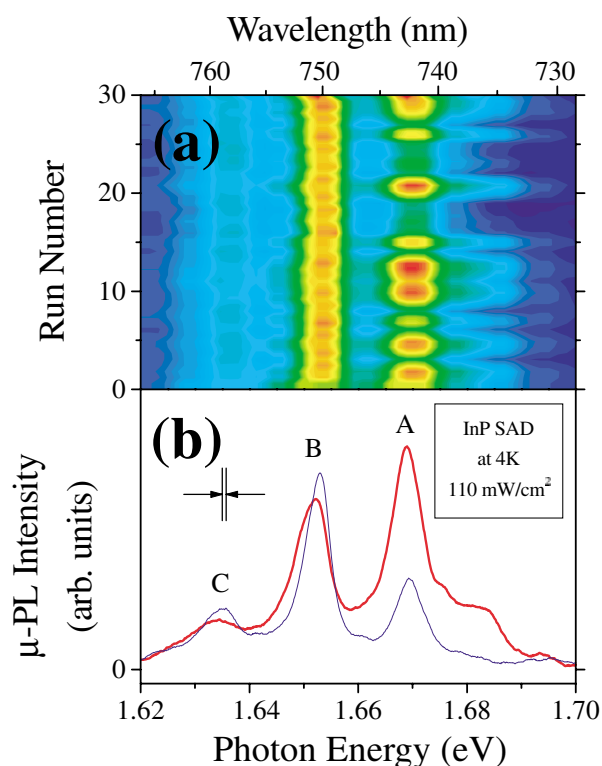 Wavelength (nm)
760 750 740 730
30
20
10
0
Run Number
(a)
(b)
A
B
C
InP SAD
at 4K
110 mW/cm²
μ-PL Intensity
(arb. units)
0
1.62 1.64 1.66 1.68 1.70
Photon Energy (eV)